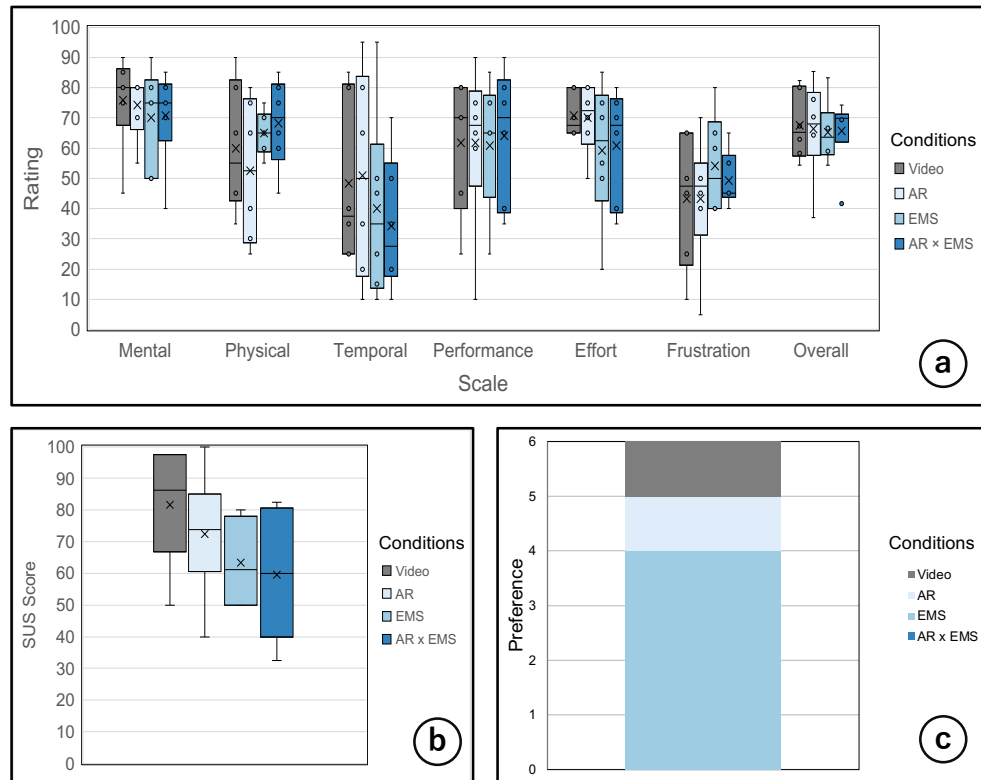 100
90
80
70
60
50
40
30
20
10
0
Rating
Mental Physical Temporal Performance Effort Frustration Overall
Scale
Conditions
Video
AR
EMS
AR × EMS
a
100
90
80
70
60
50
40
30
20
10
0
SUS Score
Conditions
Video
AR
EMS
AR x EMS
b
6
5
4
3
2
1
0
Preference
Conditions
Video
AR
EMS
AR x EMS
c